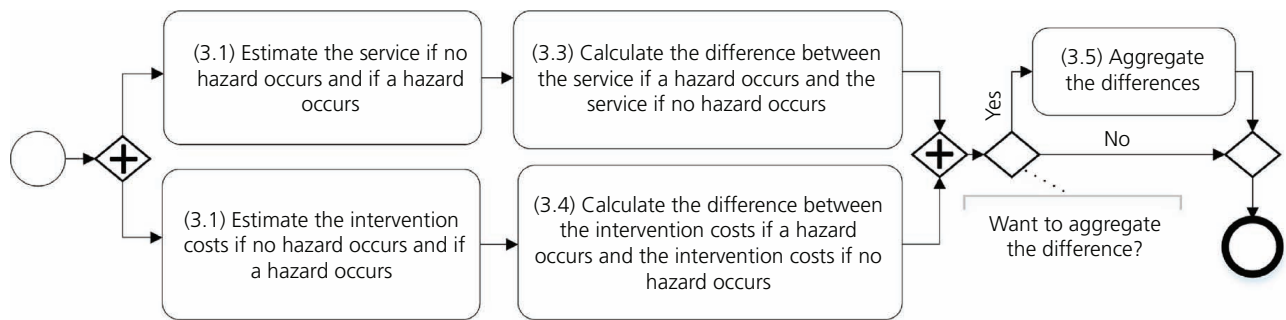 (3.1) Estimate the service if no
hazard occurs and if a hazard
occurs
(3.3) Calculate the difference between
the service if a hazard occurs and the
service if no hazard occurs
(3.1) Estimate the intervention
costs if no hazard occurs and if
a hazard occurs
(3.4) Calculate the difference between
the intervention costs if a hazard
occurs and the intervention costs if no
hazard occurs
Yes
(3.5) Aggregate
the differences
No
Want to aggregate
the difference?